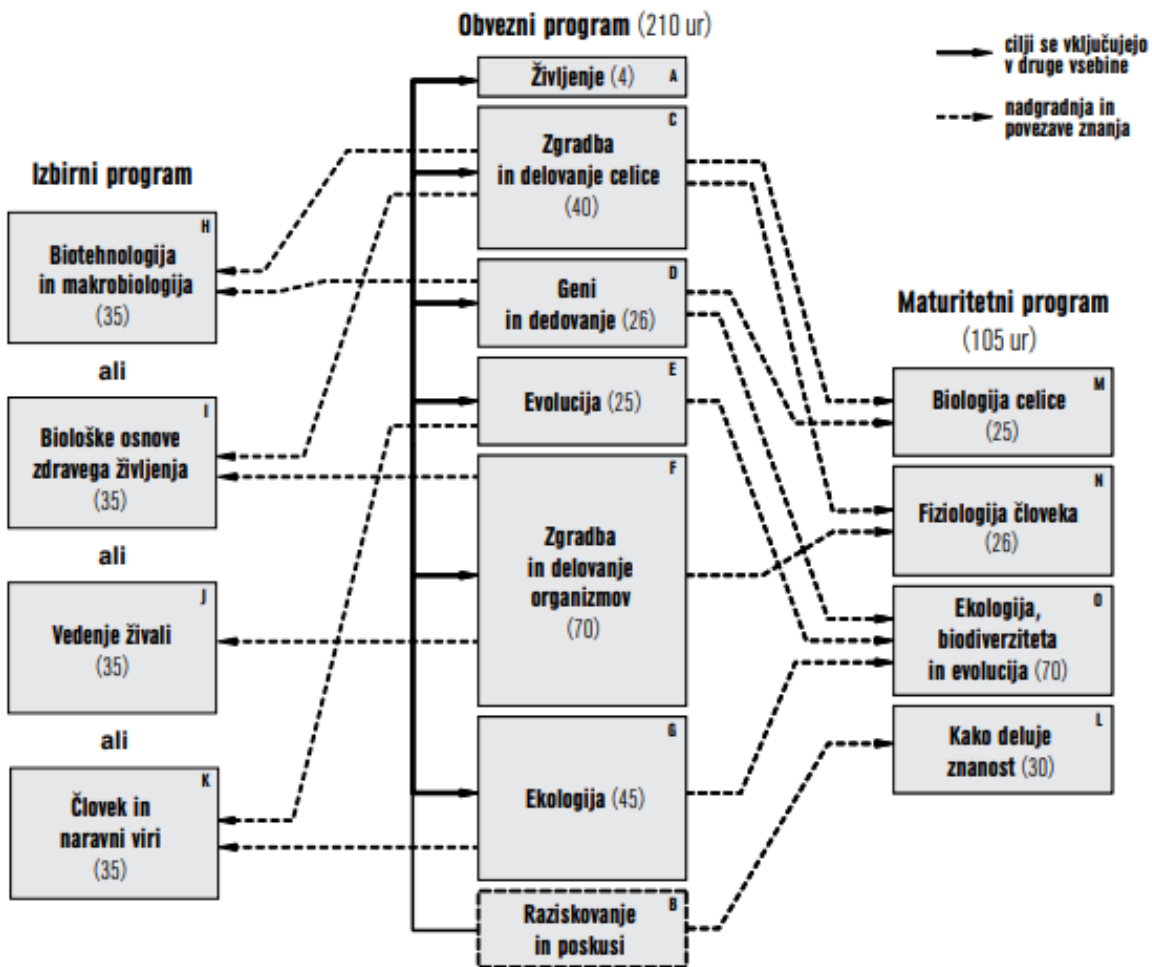 Obvezni program (210 ur)
cilji se vključujejo
v druge vsebine
nadgradnja in
povezave znanja
Življenje (4)
A
C
Zgradba
in delovanje celice
(40)
D
Geni
in dedovanje (26)
E
Evolucija (25)
F
Zgradba
in delovanje
organizmov
(70)
G
Ekologija (45)
B
Raziskovanje
in poskusi
Izbirni program
H
Biotehnologija
in makrobiologija
(35)
ali
I
Biološke osnove
zdravega življenja
(35)
ali
J
Vedenje živali
(35)
ali
K
Človek in
naravni viri
(35)
Maturitetni program
(105 ur)
M
Biologija celice
(25)
N
Fiziologija človeka
(26)
O
Ekologija,
biodiverziteta
in evolucija (70)
L
Kako deluje
znanost (30)